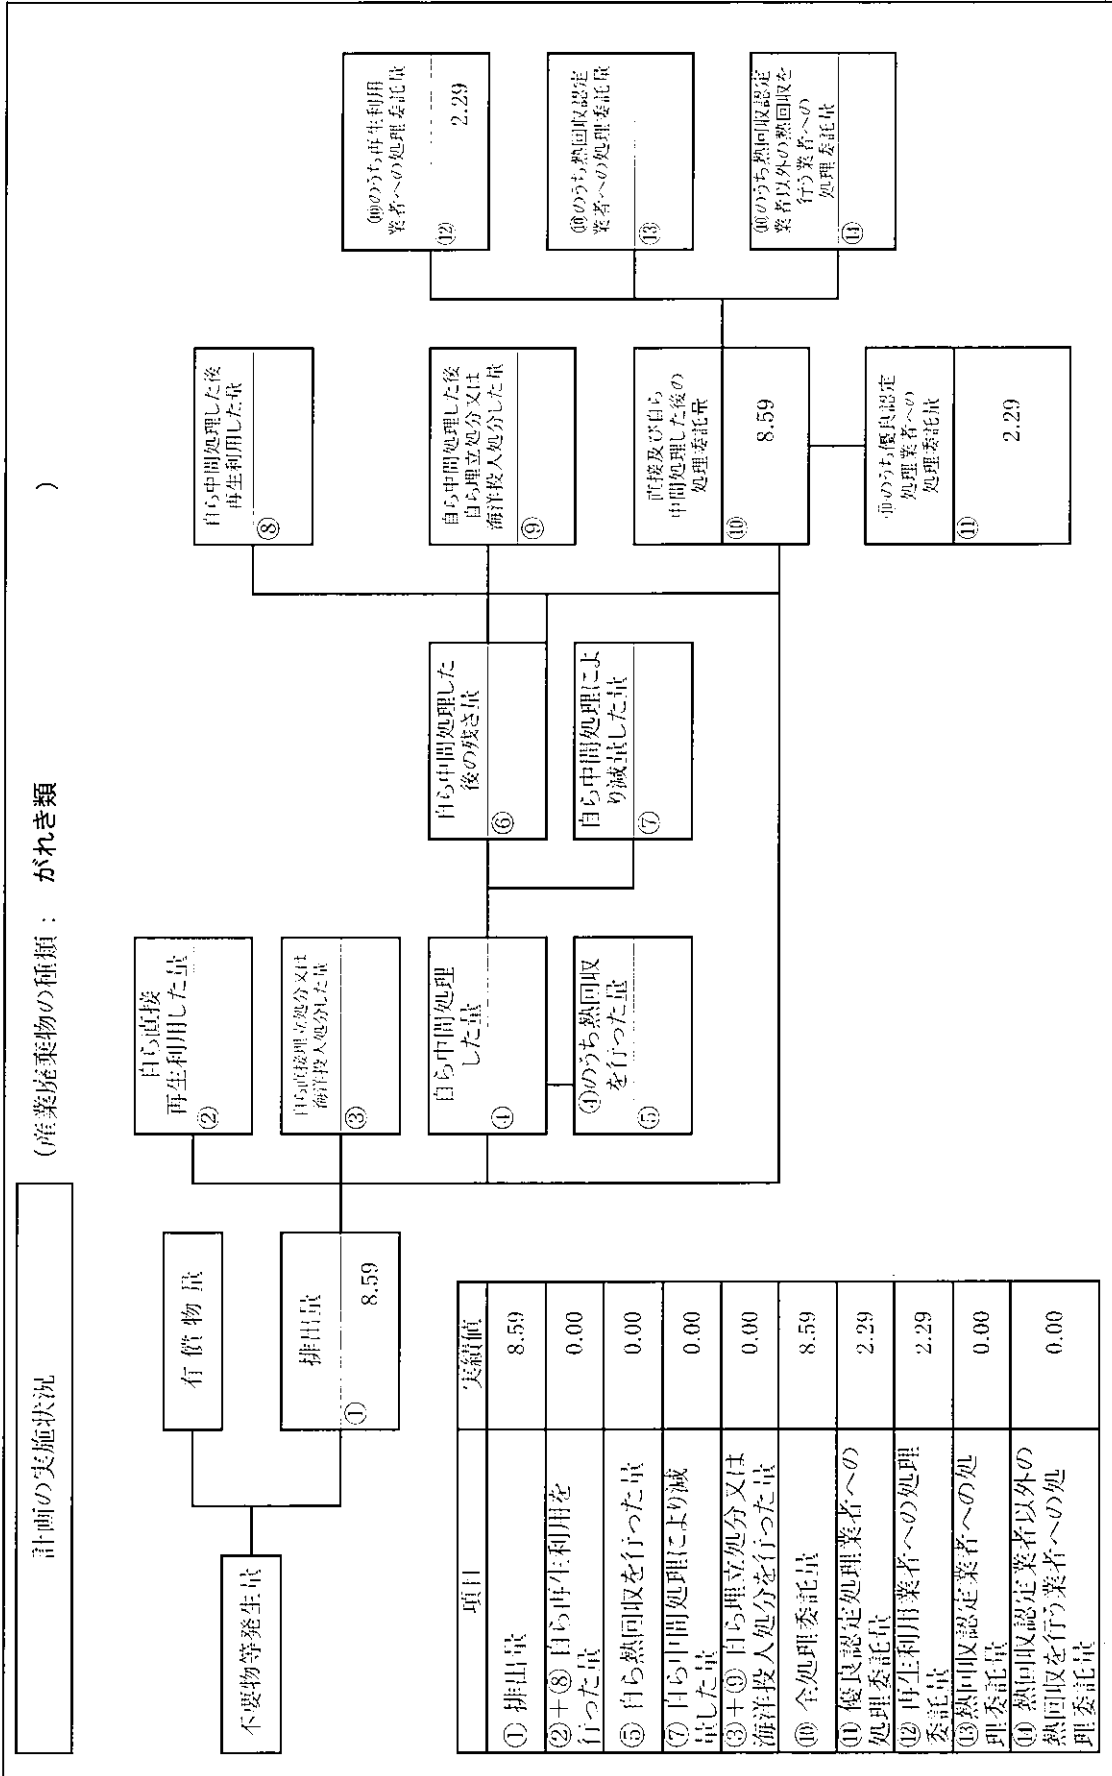 計画の実施状況
(産業廃棄物の種類： がれき類 )
不要物等発生量
有 償 物 量
排出量
① 8.59
自ら直接
再生利用した量
②
自ら直接埋立処分又は
海洋投入処分した量
③
自ら中間処理
した量
④
④のうち熱回収
を行った量
⑤
自ら中間処理した
後の残さ量
⑥
自ら中間処理によ
り減量した量
⑦
自ら中間処理した後
再生利用した量
⑧
自ら中間処理した後
自ら埋立処分又は
海洋投入処分した量
⑨
直接及び自ら
中間処理した後の
処理委託量
⑩ 8.59
⑩のうち優良認定
処理業者への
処理委託量
⑪ 2.29
⑩のうち再生利用
業者への処理委託量
⑫ 2.29
⑩のうち熱回収認定
業者への処理委託量
⑬
⑩のうち熱回収認定
業者以外の熱回収を
行う業者への
処理委託量
⑭
項目 実績値
① 排出量 8.59
②＋⑧ 自ら再生利用を
行った量 0.00
⑤ 自ら熱回収を行った量 0.00
⑦ 自ら中間処理により減
量した量 0.00
③＋⑨ 自ら埋立処分又は
海洋投入処分を行った量 0.00
⑩ 全処理委託量 8.59
⑪ 優良認定処理業者への
処理委託量 2.29
⑫ 再生利用業者への処理
委託量 2.29
⑬ 熱回収認定業者への処
理委託量 0.00
⑭ 熱回収認定業者以外の
熱回収を行う業者への処
理委託量 0.00